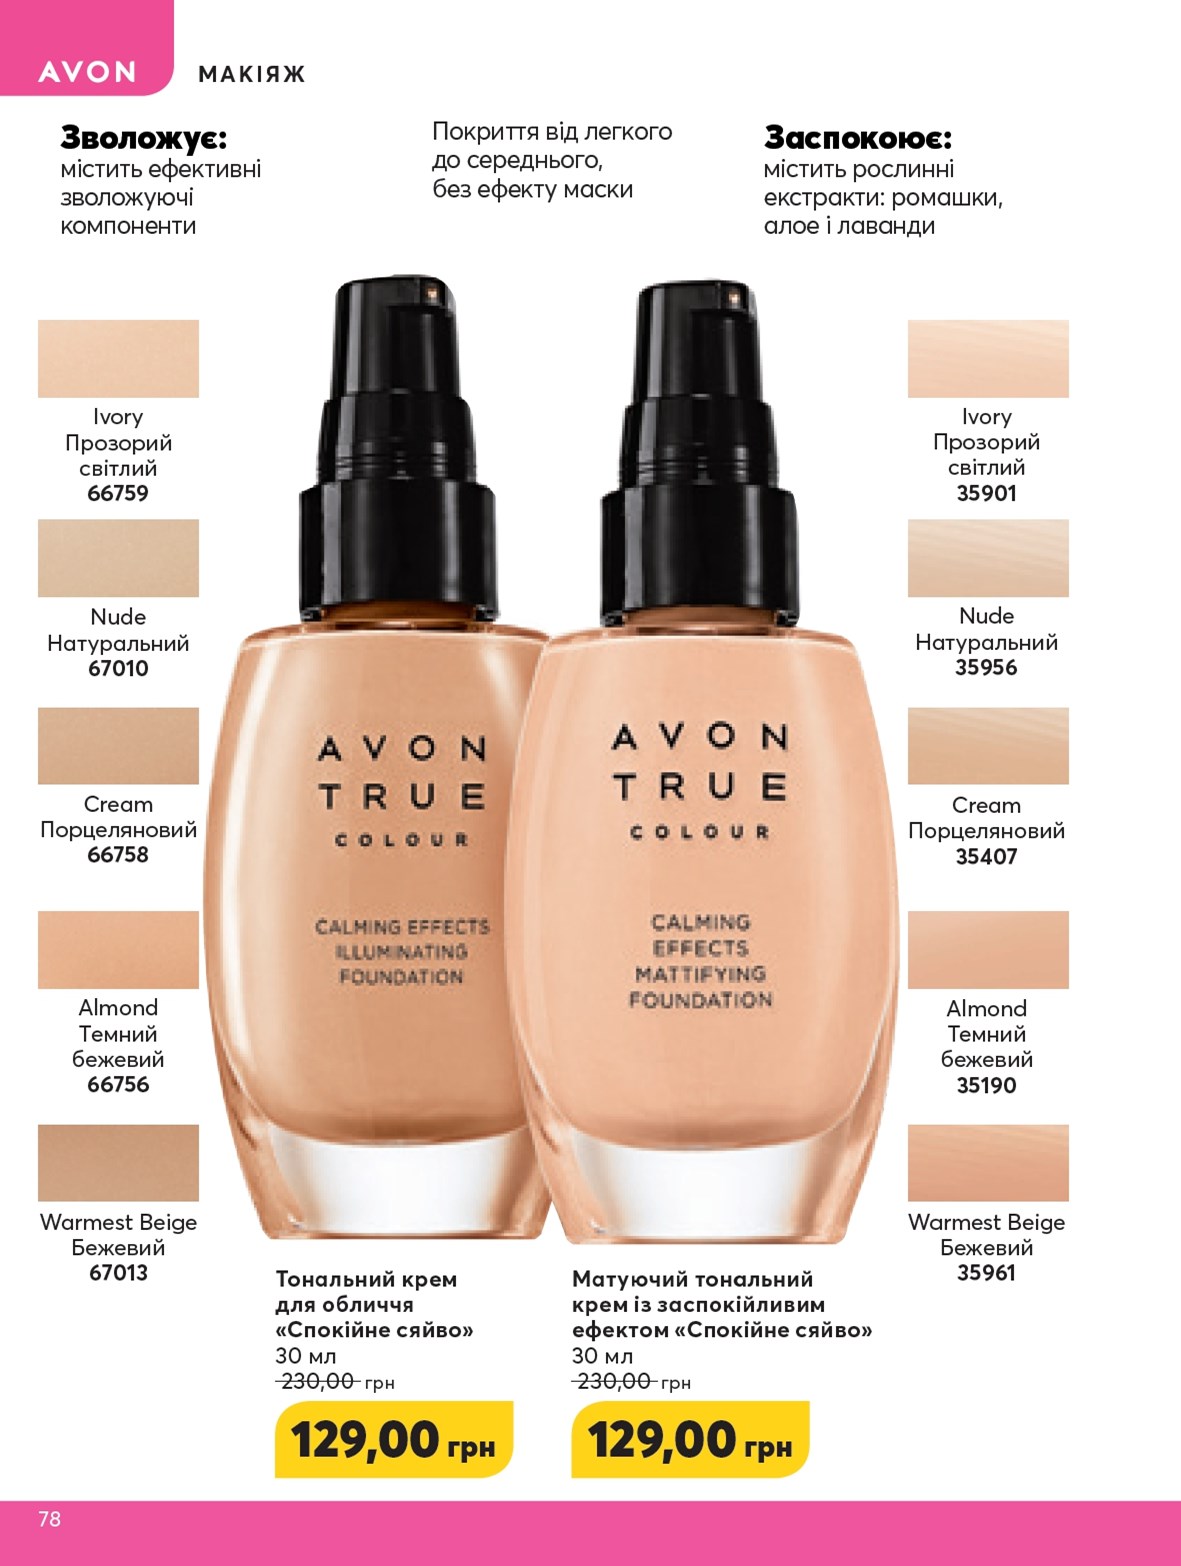 AVON
МАКІЯЖ
Зволожує:
містить ефективні
зволожуючі
компоненти
Покриття від легкого
до середнього,
без ефекту маски
Заспокоює:
містить рослинні
екстракти: ромашки,
алое і лаванди
Ivory
Прозорий
світлий
66759
Nude
Натуральний
67010
Cream
Порцеляновий
66758
Almond
Темний
бежевий
66756
Warmest Beige
Бежевий
67013
AVON
TRUE
COLOUR
CALMING EFFECTS
ILLUMINATING
FOUNDATION
AVON
TRUE
COLOUR
CALMING
EFFECTS
MATTIFYING
FOUNDATION
Ivory
Прозорий
світлий
35901
Nude
Натуральний
35956
Cream
Порцеляновий
35407
Almond
Темний
бежевий
35190
Warmest Beige
Бежевий
35961
Тональний крем
для обличчя
«Спокійне сяйво»
30 мл
230,00 грн
129,00 грн
Матуючий тональний
крем із заспокійливим
ефектом «Спокійне сяйво»
30 мл
230,00 грн
129,00 грн
78